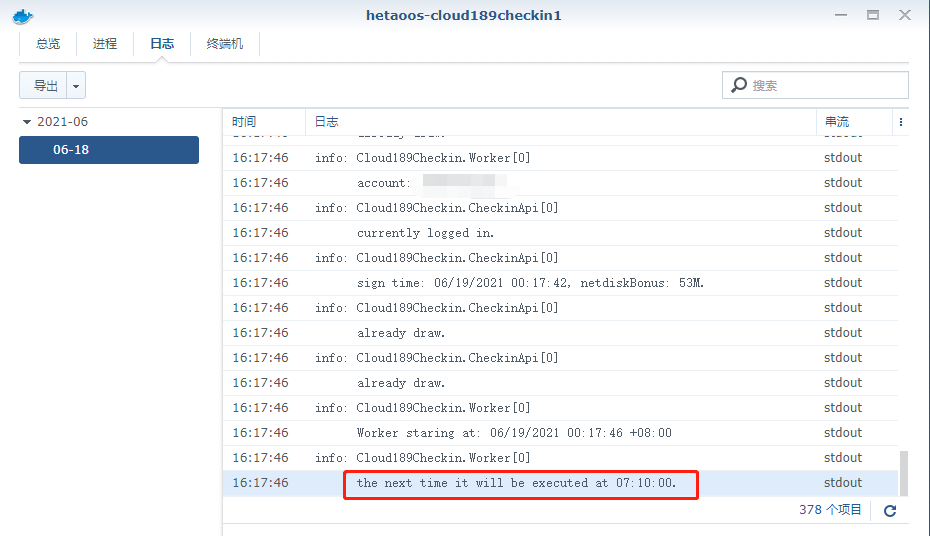 hetaoos-cloud189checkin1
总览 进程 日志 终端机
导出 搜索
2021-06
06-18
时间 日志 串流
16:17:46 info: Cloud189Checkin.Worker[0] stdout
16:17:46 account: stdout
16:17:46 info: Cloud189Checkin.CheckinApi[0] stdout
16:17:46 currently logged in. stdout
16:17:46 info: Cloud189Checkin.CheckinApi[0] stdout
16:17:46 sign time: 06/19/2021 00:17:42, netdiskBonus: 53M. stdout
16:17:46 info: Cloud189Checkin.CheckinApi[0] stdout
16:17:46 already draw. stdout
16:17:46 info: Cloud189Checkin.CheckinApi[0] stdout
16:17:46 already draw. stdout
16:17:46 info: Cloud189Checkin.Worker[0] stdout
16:17:46 Worker staring at: 06/19/2021 00:17:46 +08:00 stdout
16:17:46 info: Cloud189Checkin.Worker[0] stdout
16:17:46 the next time it will be executed at 07:10:00. stdout
378 个项目